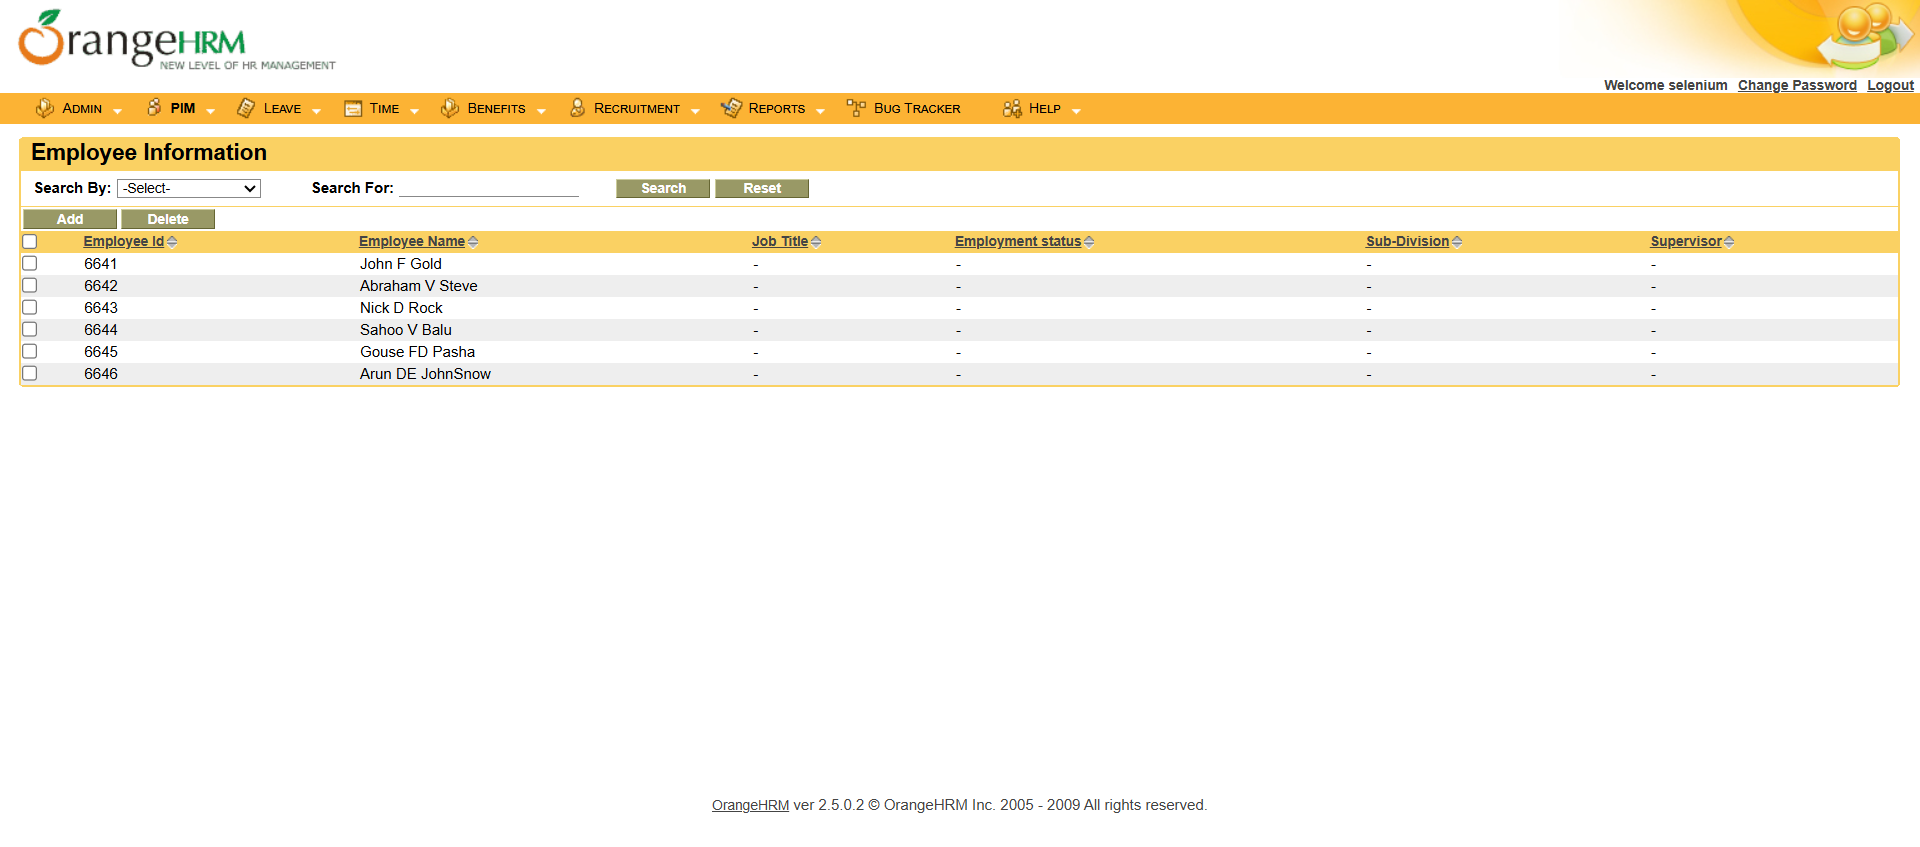 OrangeHRM
NEW LEVEL OF HR MANAGEMENT
Welcome selenium Change Password Logout
ADMIN PIM LEAVE TIME BENEFITS RECRUITMENT REPORTS BUG TRACKER HELP
Employee Information
Search By: -Select- Search For: Search Reset
Add Delete
Employee Id Employee Name Job Title Employment status Sub-Division Supervisor
6641 John F Gold - - - -
6642 Abraham V Steve - - - -
6643 Nick D Rock - - - -
6644 Sahoo V Balu - - - -
6645 Gouse FD Pasha - - - -
6646 Arun DE JohnSnow - - - -
OrangeHRM ver 2.5.0.2 © OrangeHRM Inc. 2005 - 2009 All rights reserved.